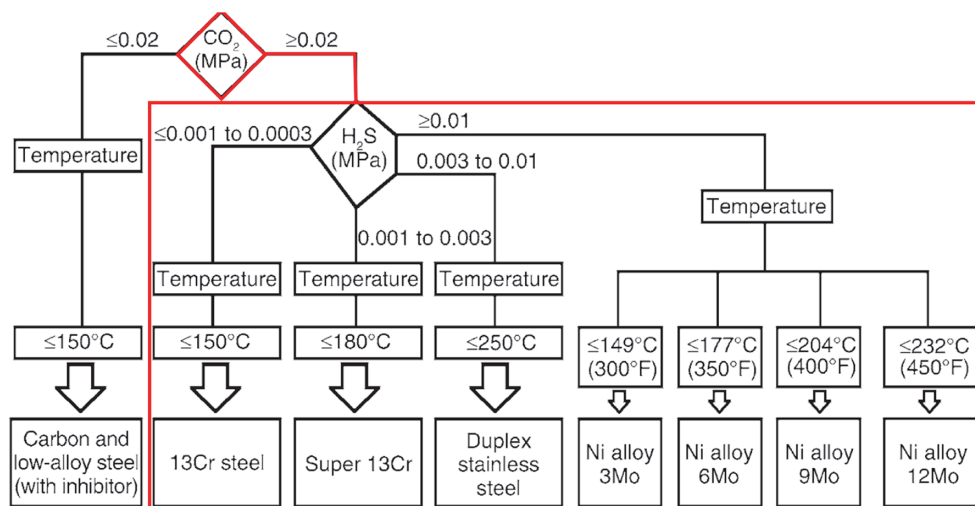 ≤0.02
CO₂
(MPa)
≥0.02
≤0.001 to 0.0003
H₂S
(MPa)
≥0.01
0.003 to 0.01
Temperature
Temperature
0.001 to 0.003
Temperature
Temperature
Temperature
≤150°C
≤150°C
≤180°C
≤250°C
≤149°C
(300°F)
≤177°C
(350°F)
≤204°C
(400°F)
≤232°C
(450°F)
Carbon and
low-alloy steel
(with inhibitor)
13Cr steel
Super 13Cr
Duplex
stainless
steel
Ni alloy
3Mo
Ni alloy
6Mo
Ni alloy
9Mo
Ni alloy
12Mo